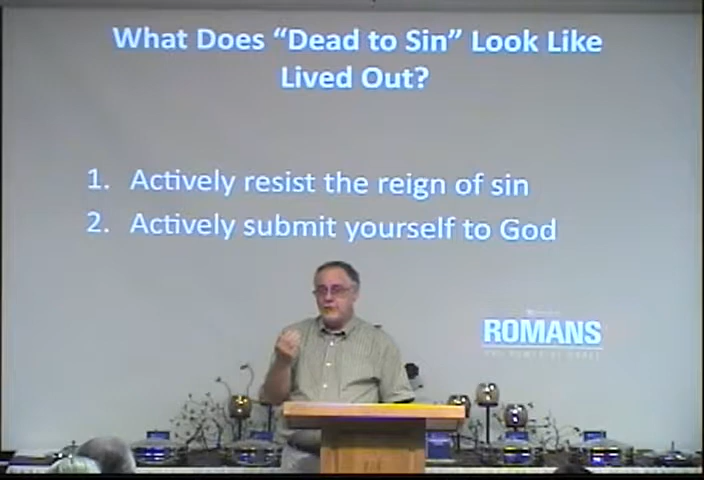 What Does “Dead to Sin” Look Like
Lived Out?
1. Actively resist the reign of sin
2. Actively submit yourself to God
ROMANS